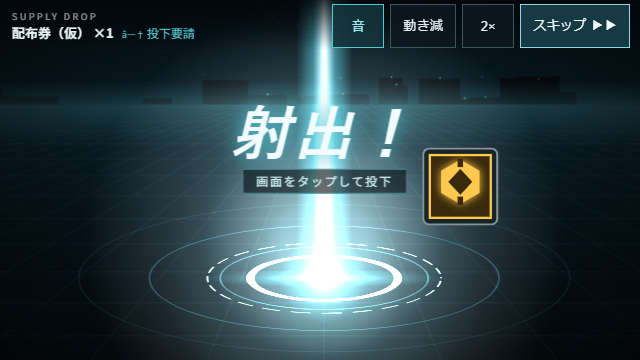 SUPPLY DROP
配布券（仮） ×1 â—† 投下要請
音
動き減
2×
スキップ ▶▶
射出！
画面をタップして投下